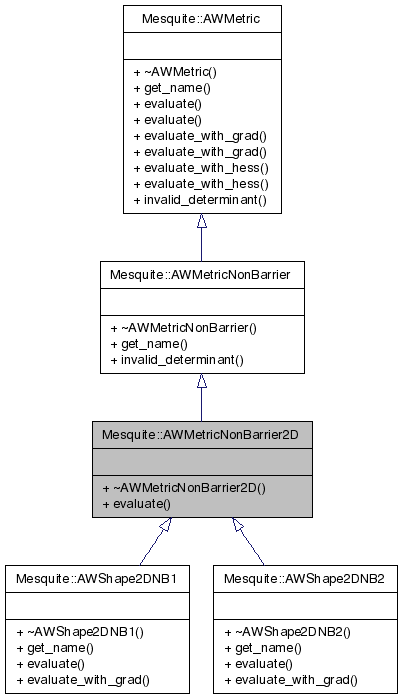 Mesquite::AWMetric
+ ~AWMetric()
+ get_name()
+ evaluate()
+ evaluate()
+ evaluate_with_grad()
+ evaluate_with_grad()
+ evaluate_with_hess()
+ evaluate_with_hess()
+ invalid_determinant()
Mesquite::AWMetricNonBarrier
+ ~AWMetricNonBarrier()
+ get_name()
+ invalid_determinant()
Mesquite::AWMetricNonBarrier2D
+ ~AWMetricNonBarrier2D()
+ evaluate()
Mesquite::AWShape2DNB1
+ ~AWShape2DNB1()
+ get_name()
+ evaluate()
+ evaluate_with_grad()
Mesquite::AWShape2DNB2
+ ~AWShape2DNB2()
+ get_name()
+ evaluate()
+ evaluate_with_grad()